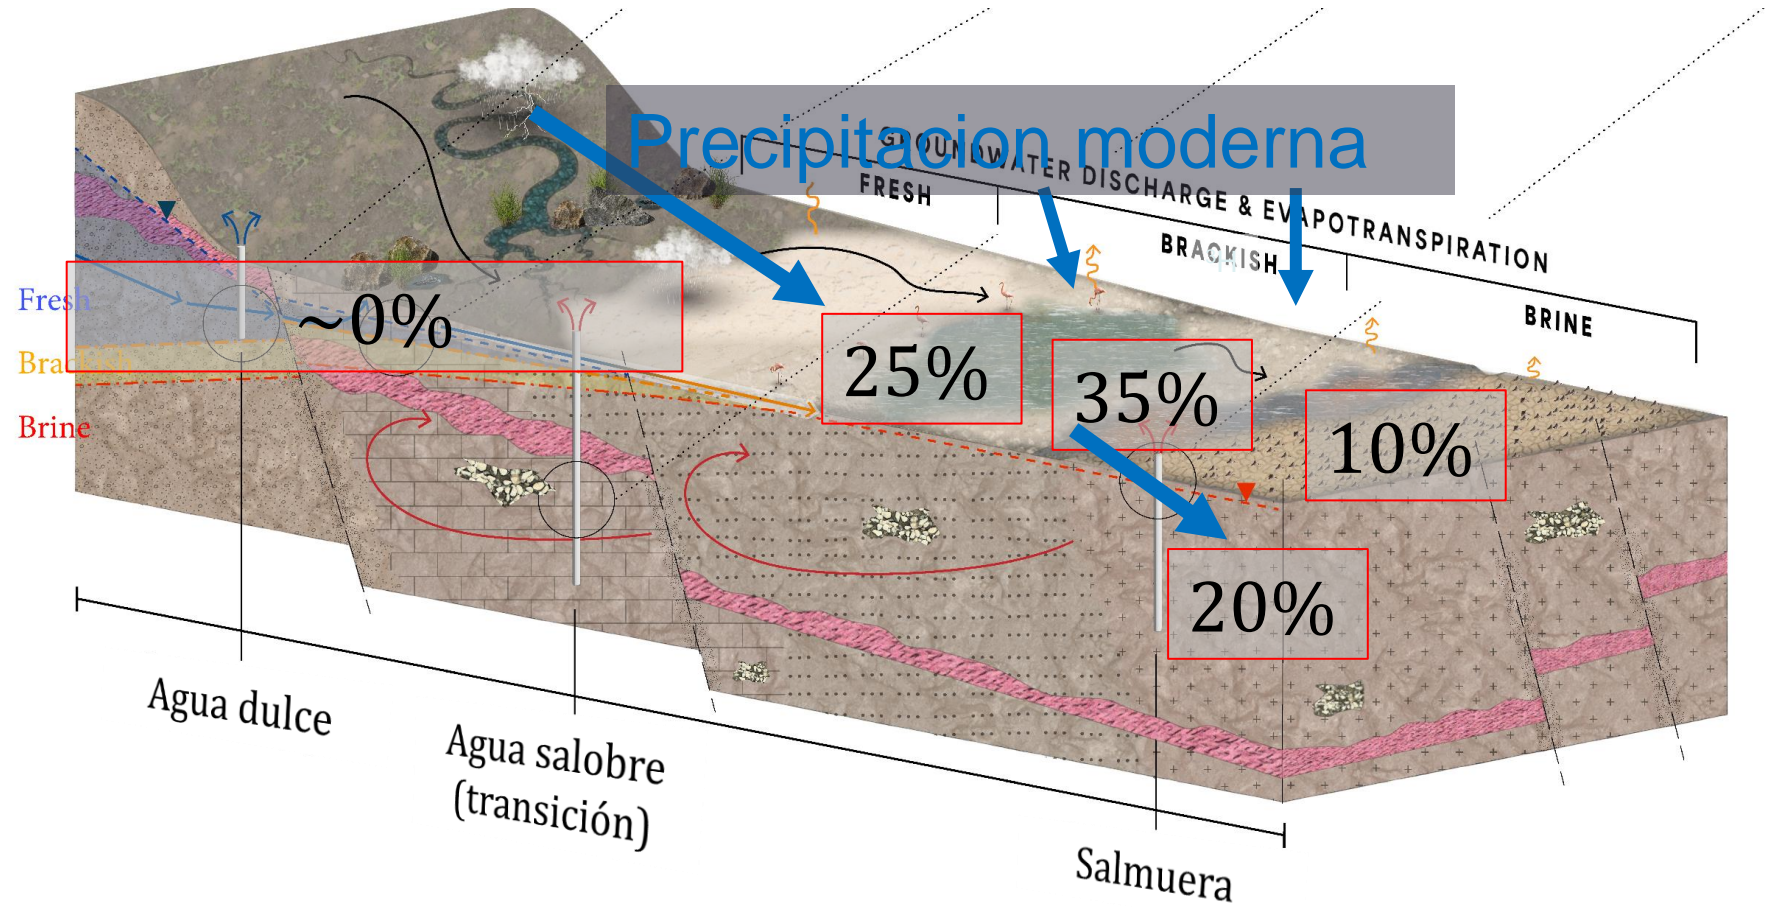 Precipitacion moderna
GROUNDWATER DISCHARGE & EVAPOTRANSPIRATION
FRESH
BRACKISH
BRINE
Fresh
Brackish
Brine
~0%
25%
35%
10%
20%
Agua dulce
Agua salobre
(transición)
Salmuera